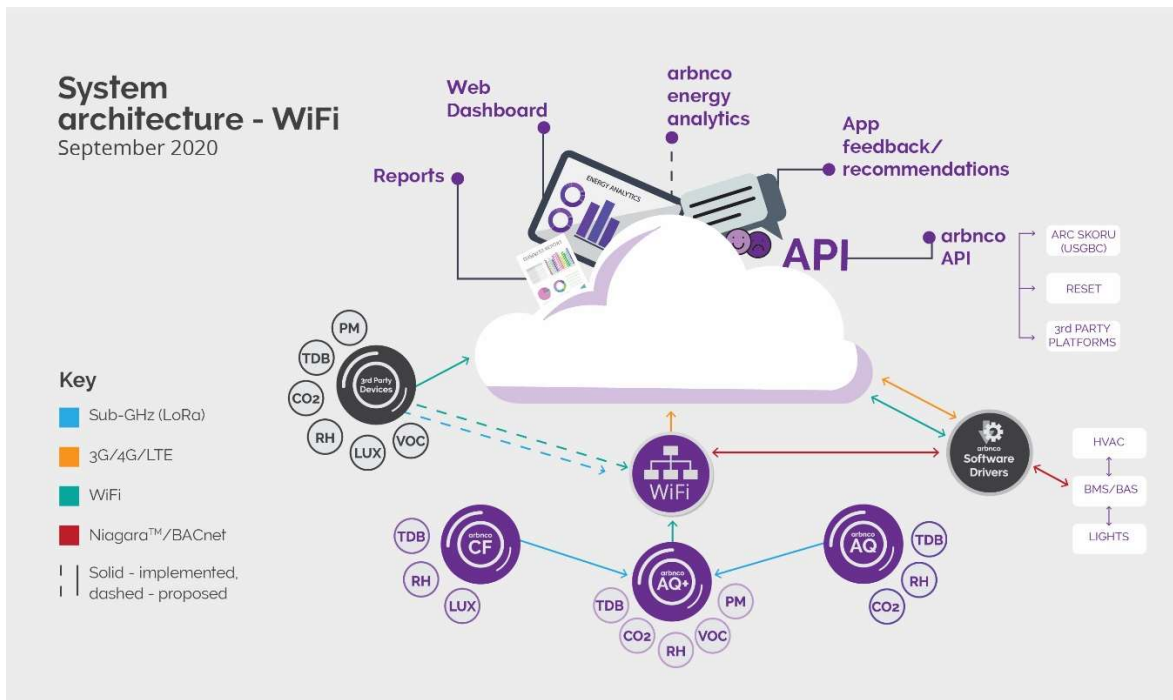 System
architecture - WiFi
September 2020
Web
Dashboard
arbnco
energy
analytics
App
feedback/
recommendations
Reports
ENERGY ANALYTICS
API
arbnco
API
ARC SKORU
(USGBC)
RESET
3rd PARTY
PLATFORMS
PM
TDB
CO2
RH
LUX
VOC
3rd Party
Devices
Key
Sub-GHz (LoRa)
3G/4G/LTE
WiFi
Niagara™/BACnet
Solid - implemented,
dashed - proposed
WiFi
arbnco
Software
Drivers
HVAC
BMS/BAS
LIGHTS
arbnco
CF
TDB
RH
LUX
arbnco
AQ+
TDB
CO2
RH
VOC
PM
arbnco
AQ
TDB
RH
CO2